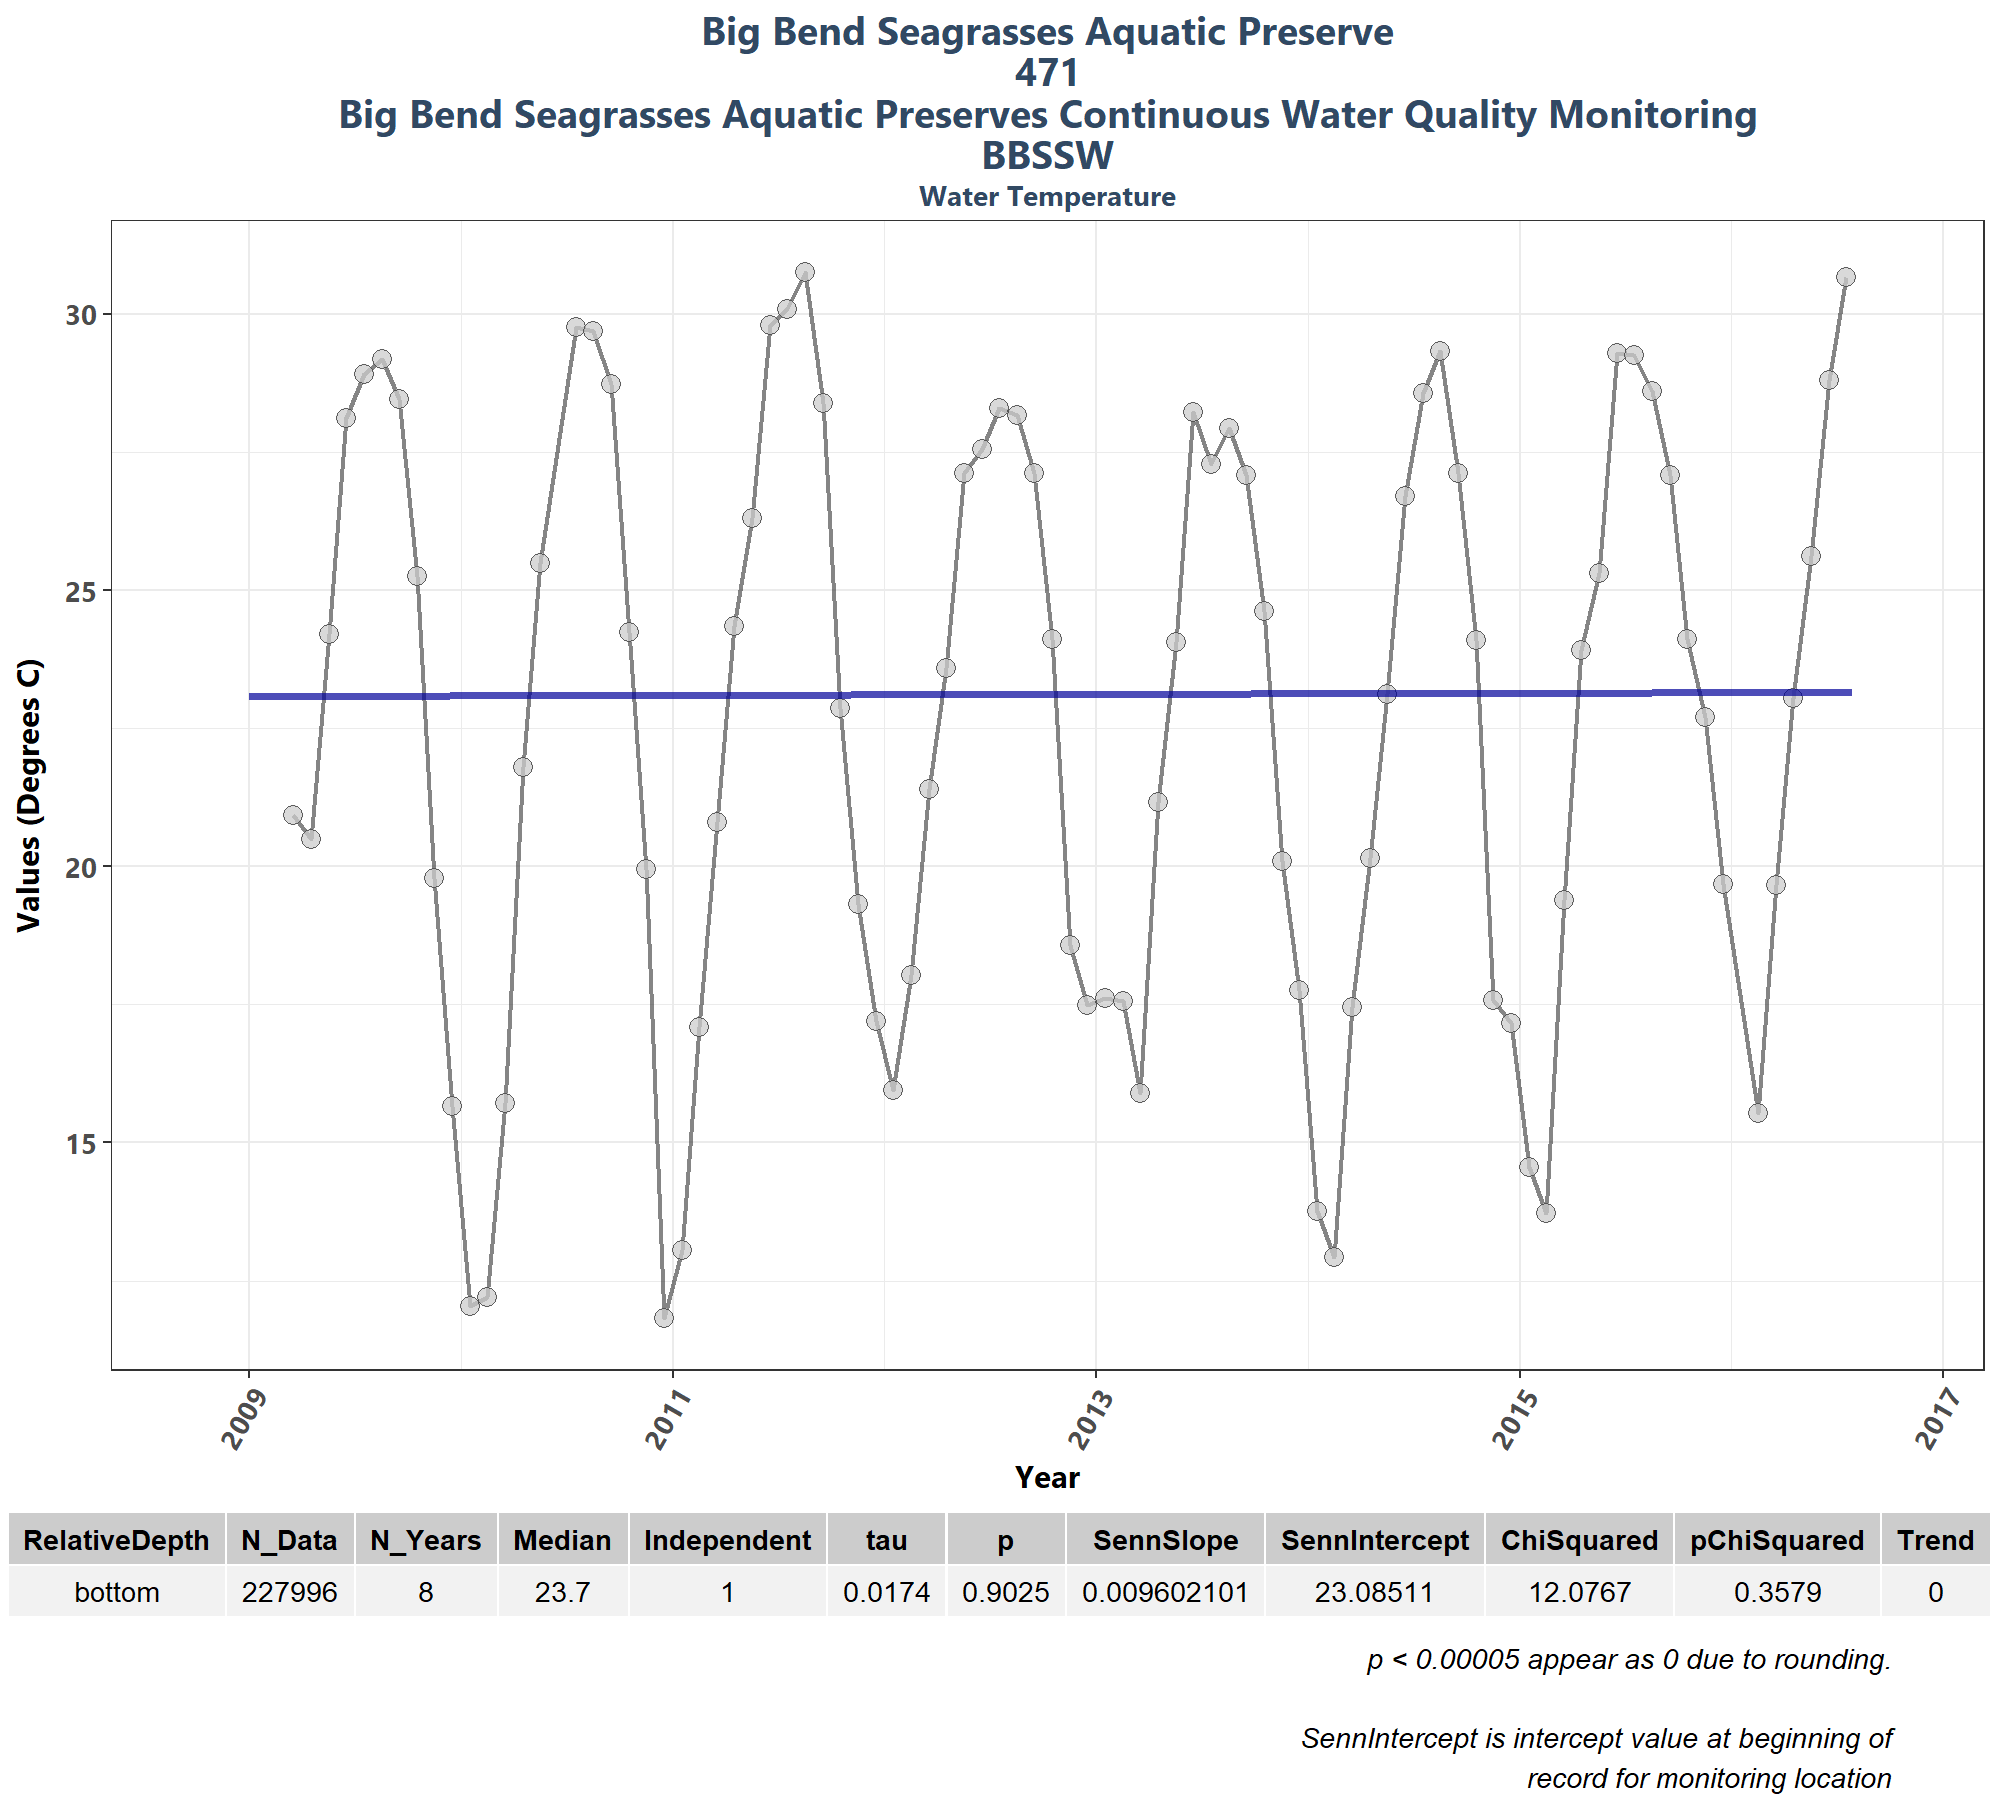 Big Bend Seagrasses Aquatic Preserve
471
Big Bend Seagrasses Aquatic Preserves Continuous Water Quality Monitoring
BBSSW
Water Temperature
Values (Degrees C)
30
25
20
15
2009
2011
2013
2015
2017
Year
RelativeDepth N_Data N_Years Median Independent tau p SennSlope SennIntercept ChiSquared pChiSquared Trend
bottom 227996 8 23.7 1 0.0174 0.9025 0.009602101 23.08511 12.0767 0.3579 0
p < 0.00005 appear as 0 due to rounding.
SennIntercept is intercept value at beginning of
record for monitoring location